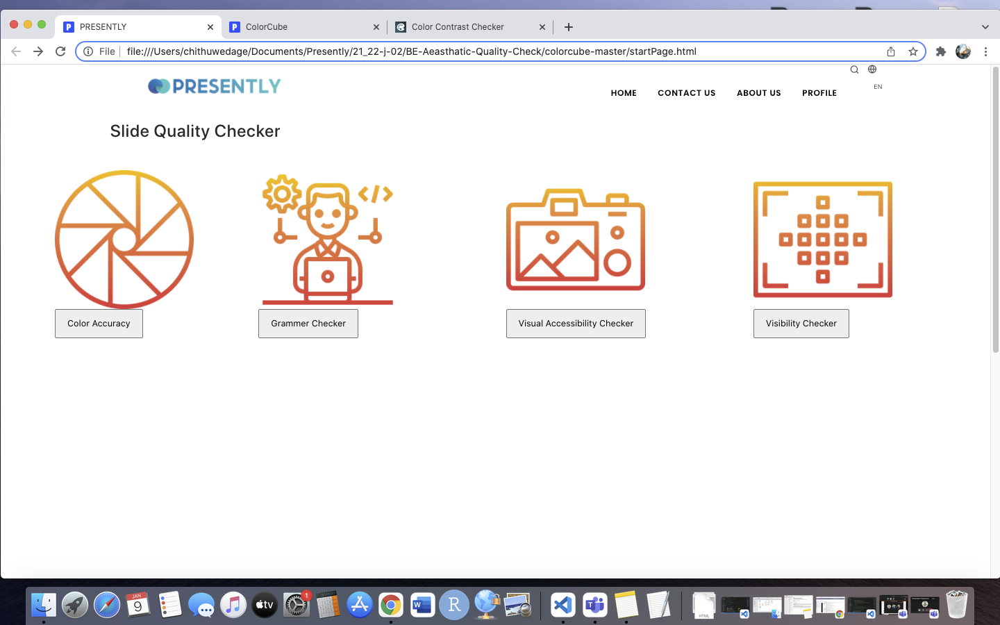 PRESENTLY
ColorCube
Color Contrast Checker
File file:///Users/chithuwedage/Documents/Presently/21_22-j-02/BE-Aeasthatic-Quality-Check/colorcube-master/startPage.html
PRESENTLY
HOME CONTACT US ABOUT US PROFILE
EN
Slide Quality Checker
Color Accuracy
Grammer Checker
Visual Accessibility Checker
Visibility Checker
JAN
9
tv
1
W
R
HTML